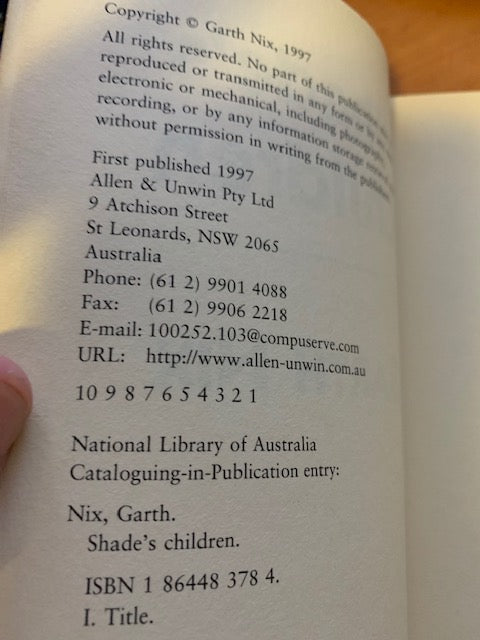 Copyright © Garth Nix, 1997
All rights reserved. No part of this publication
reproduced or transmitted in any form or by
electronic or mechanical, including
recording, or by any information storage
without permission in writing from the publisher.
First published 1997
Allen & Unwin Pty Ltd
9 Atchison Street
St Leonards, NSW 2065
Australia
Phone: (61 2) 9901 4088
Fax: (61 2) 9906 2218
E-mail: 100252.103@compuserve.com
URL: http://www.allen-unwin.com.au
10 9 8 7 6 5 4 3 2 1
National Library of Australia
Cataloguing-in-Publication entry:
Nix, Garth.
Shade's children.
ISBN 1 86448 378 4.
I. Title.